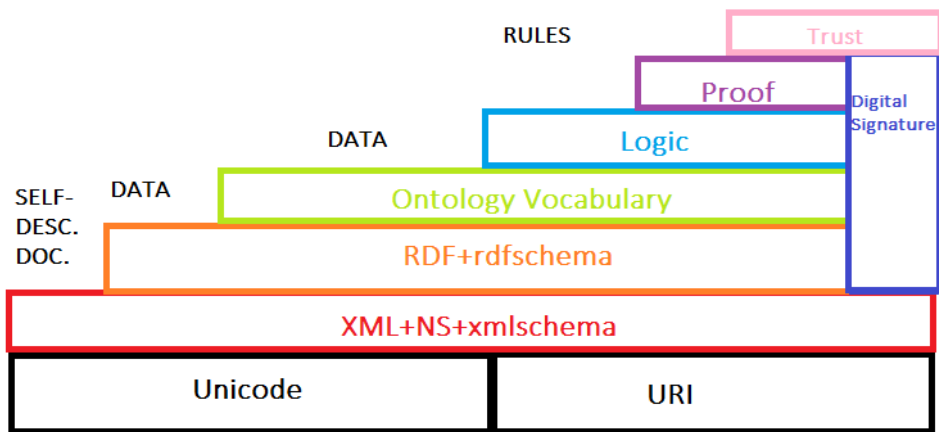 RULES
Trust
Proof
Digital
Signature
DATA
Logic
SELF-
DESC.
DOC.
DATA
Ontology Vocabulary
RDF+rdfschema
XML+NS+xmlschema
Unicode
URI